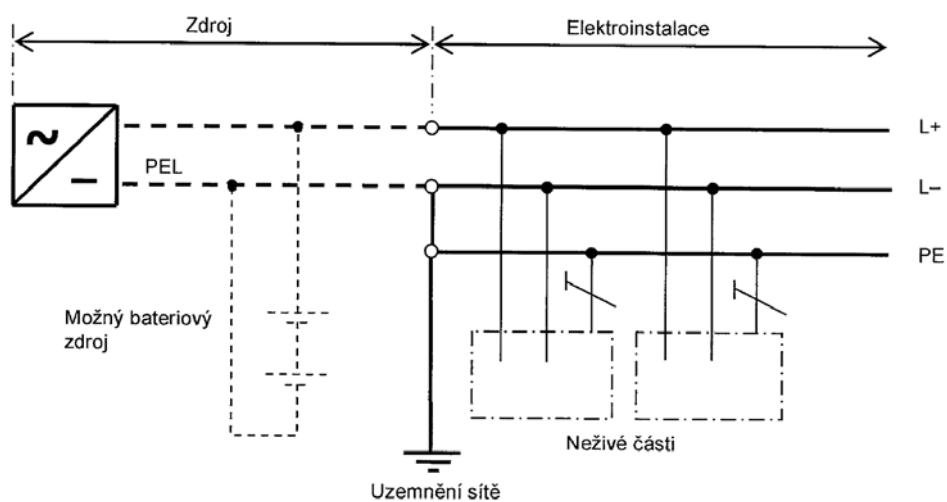 Zdroj
Elektroinstalace
L+
PEL
L–
PE
Možný bateriový
zdroj
Neživé části
Uzemnění sítě